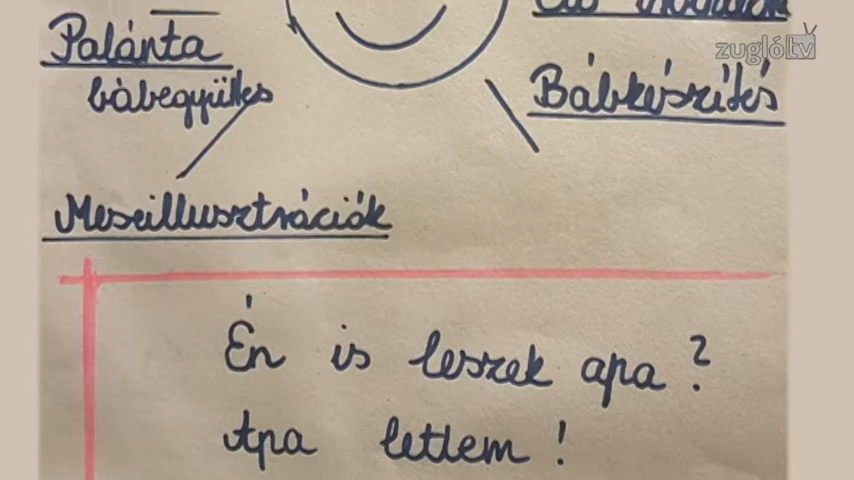 zuglótv
Palánta
bábegyüttes
Bábkészítés
Meseillusztrációk
Én is leszek apa?
Apa lettem!